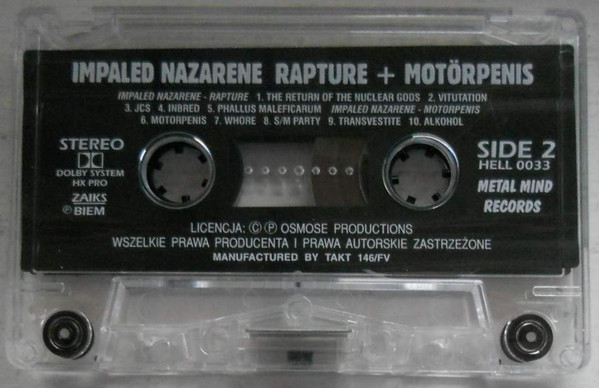 IMPALED NAZARENE RAPTURE + MOTÖRPENIS
IMPALED NAZARENE - RAPTURE 1. THE RETURN OF THE NUCLEAR GODS 2. VITUTATION
3. JCS 4. INBRED 5. PHALLUS MALEFICARUM IMPALED NAZARENE - MOTORPENIS
6. MOTORPENIS 7. WHORE 8. S/M PARTY 9. TRANSVESTITE 10. ALKOHOL
STEREO
DOLBY SYSTEM
HX PRO
ZAIKS
℗ BIEM
SIDE 2
HELL 0033
METAL MIND
RECORDS
LICENCJA: © ℗ OSMOSE PRODUCTIONS
WSZELKIE PRAWA PRODUCENTA I PRAWA AUTORSKIE ZASTRZEŻONE
MANUFACTURED BY TAKT 146/FV